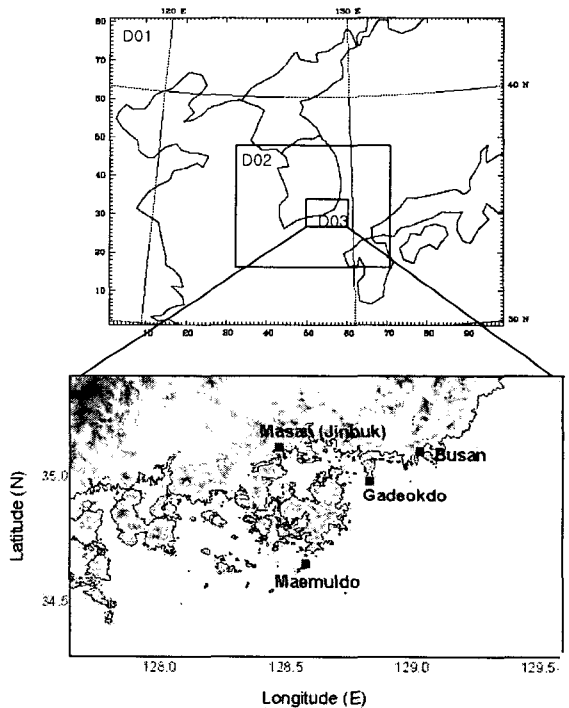 120 E 130 E
80
D01
70
60
40 N
50
40
D02
30
D03
20
10
30 N
10 20 30 40 50 60 70 80 90
Masan (Jinbuk)
Busan
35.0
Gadeokdo
Maemuldo
34.5
Latitude (N)
128.0 128.5 129.0 129.5
Longitude (E)